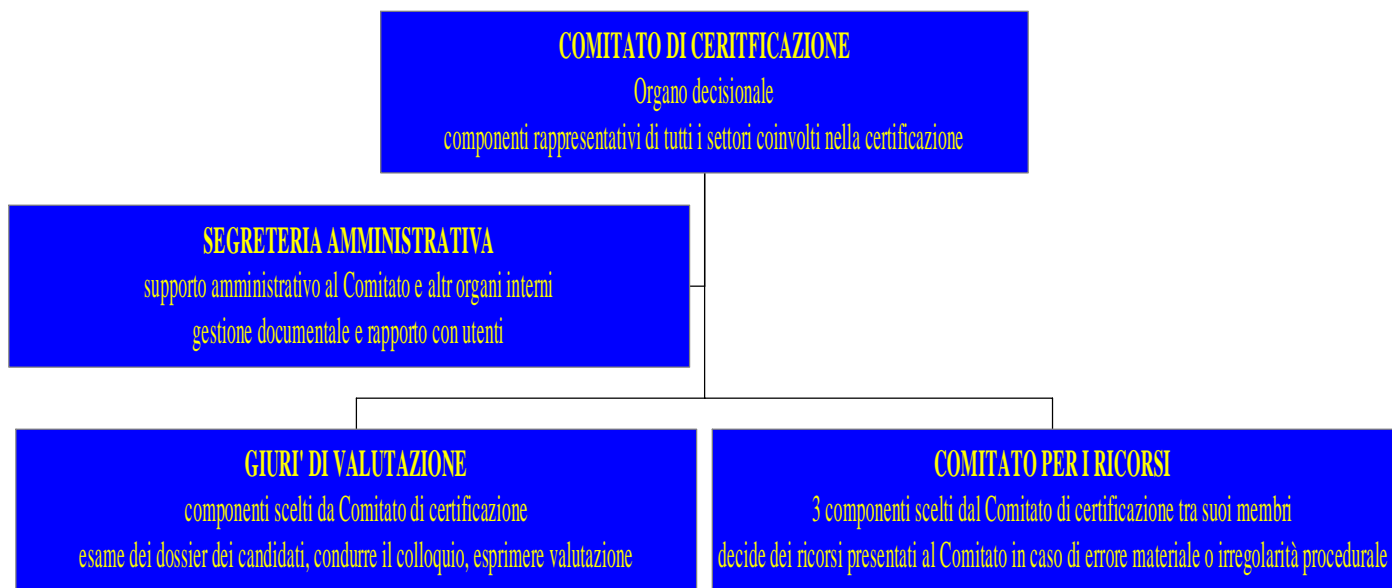 COMITATO DI CERITFICAZIONE
Organo decisionale
componenti rappresentativi di tutti i settori coinvolti nella certificazione
SEGRETERIA AMMINISTRATIVA
supporto amministrativo al Comitato e altr organi interni
gestione documentale e rapporto con utenti
GIURI' DI VALUTAZIONE
componenti scelti da Comitato di certificazione
esame dei dossier dei candidati, condurre il colloquio, esprimere valutazione
COMITATO PER I RICORSI
3 componenti scelti dal Comitato di certificazione tra suoi membri
decide dei ricorsi presentati al Comitato in caso di errore materiale o irregolarità procedurale